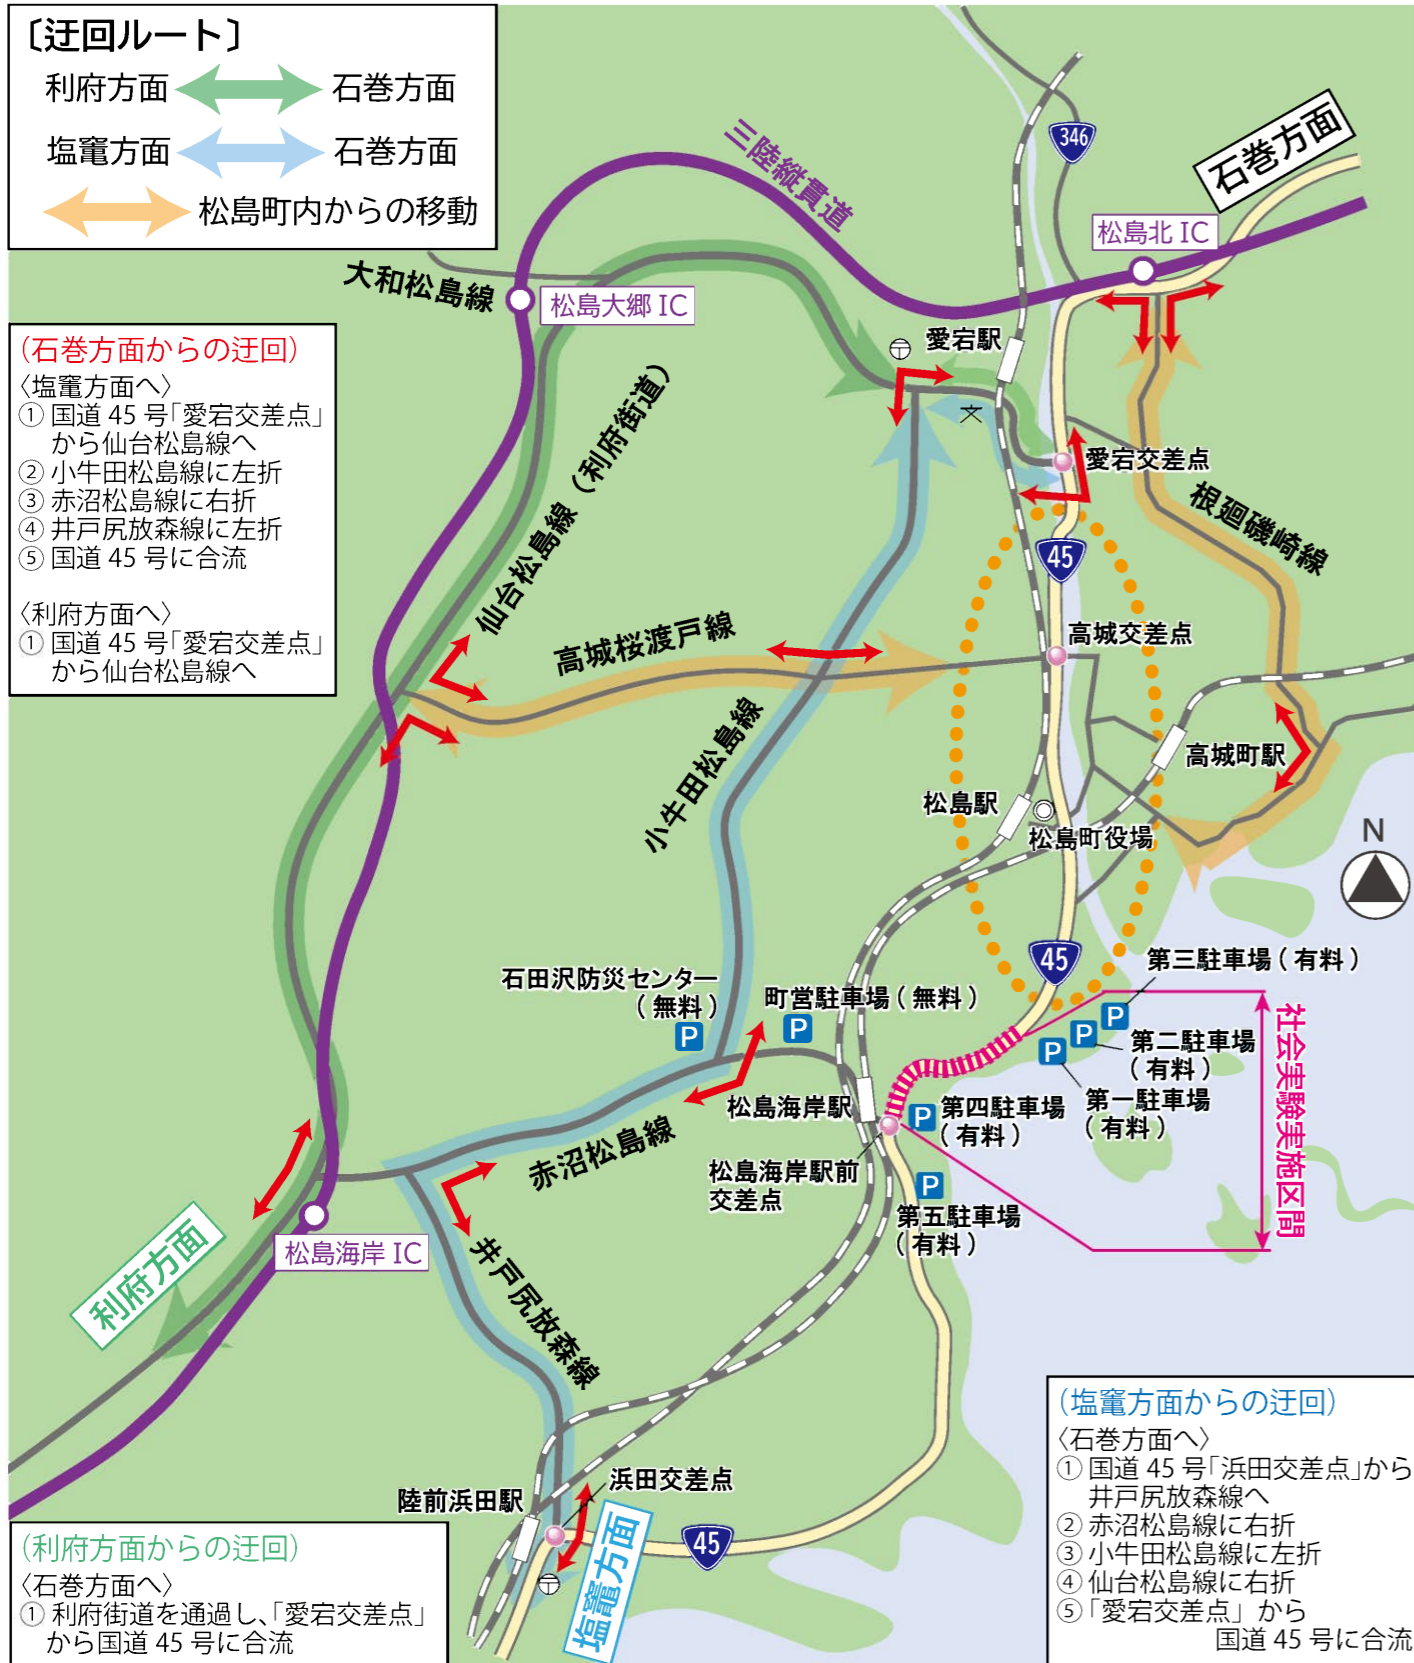 〔迂回ルート〕
利府方面 石巻方面
塩竈方面 石巻方面
松島町内からの移動
346
石巻方面
三陸縦貫道
松島北 IC
大和松島線
松島大郷 IC
愛宕駅
(石巻方面からの迂回)
〈塩竈方面へ〉
① 国道 45 号「愛宕交差点」
から仙台松島線へ
② 小牛田松島線に左折
③ 赤沼松島線に右折
④ 井戸尻放森線に左折
⑤ 国道 45 号に合流
〈利府方面へ〉
① 国道 45 号「愛宕交差点」
から仙台松島線へ
仙台松島線（利府街道）
愛宕交差点
根廻磯崎線
45
高城桜渡戸線
高城交差点
小牛田松島線
高城町駅
松島駅
松島町役場
N
45
第三駐車場 ( 有料 )
石田沢防災センター
( 無料 )
P
町営駐車場 ( 無料 )
P
P
P
P
第二駐車場
( 有料 )
第一駐車場
( 有料 )
社会実験実施区間
松島海岸駅
P
第四駐車場
( 有料 )
赤沼松島線
松島海岸駅前
交差点
P
第五駐車場
( 有料 )
松島海岸 IC
利府方面
井戸尻放森線
陸前浜田駅
浜田交差点
45
塩竈方面
(利府方面からの迂回)
〈石巻方面へ〉
① 利府街道を通過し、「愛宕交差点」
から国道 45 号に合流
(塩竈方面からの迂回)
〈石巻方面へ〉
① 国道 45 号「浜田交差点」から
井戸尻放森線へ
② 赤沼松島線に右折
③ 小牛田松島線に左折
④ 仙台松島線に右折
⑤「愛宕交差点」から
国道 45 号に合流